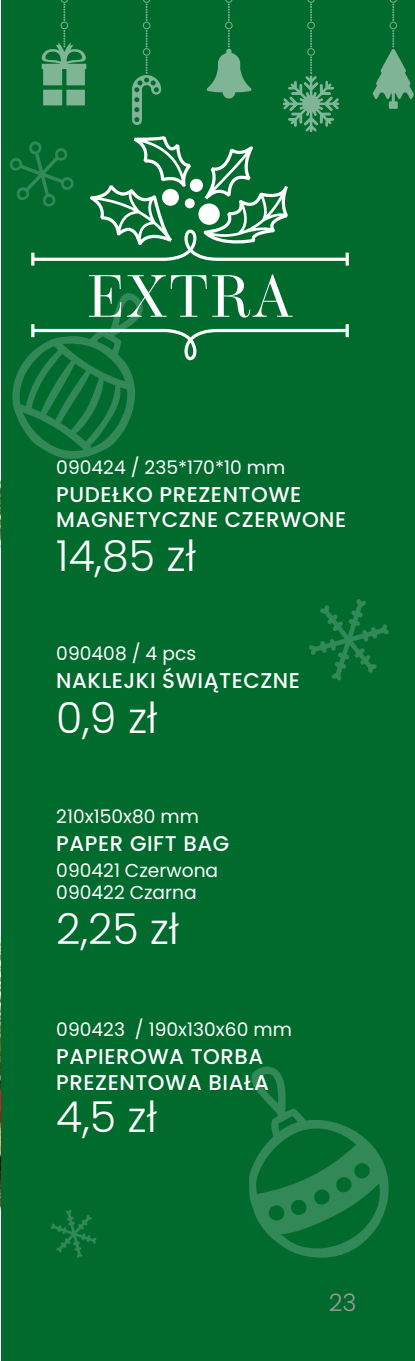 EXTRA
090424 / 235*170*10 mm
PUDEŁKO PREZENTOWE
MAGNETYCZNE CZERWONE
14,85 zł
090408 / 4 pcs
NAKLEJKI ŚWIĄTECZNE
0,9 zł
210x150x80 mm
PAPER GIFT BAG
090421 Czerwona
090422 Czarna
2,25 zł
090423 / 190x130x60 mm
PAPIEROWA TORBA
PREZENTOWA BIAŁA
4,5 zł
23